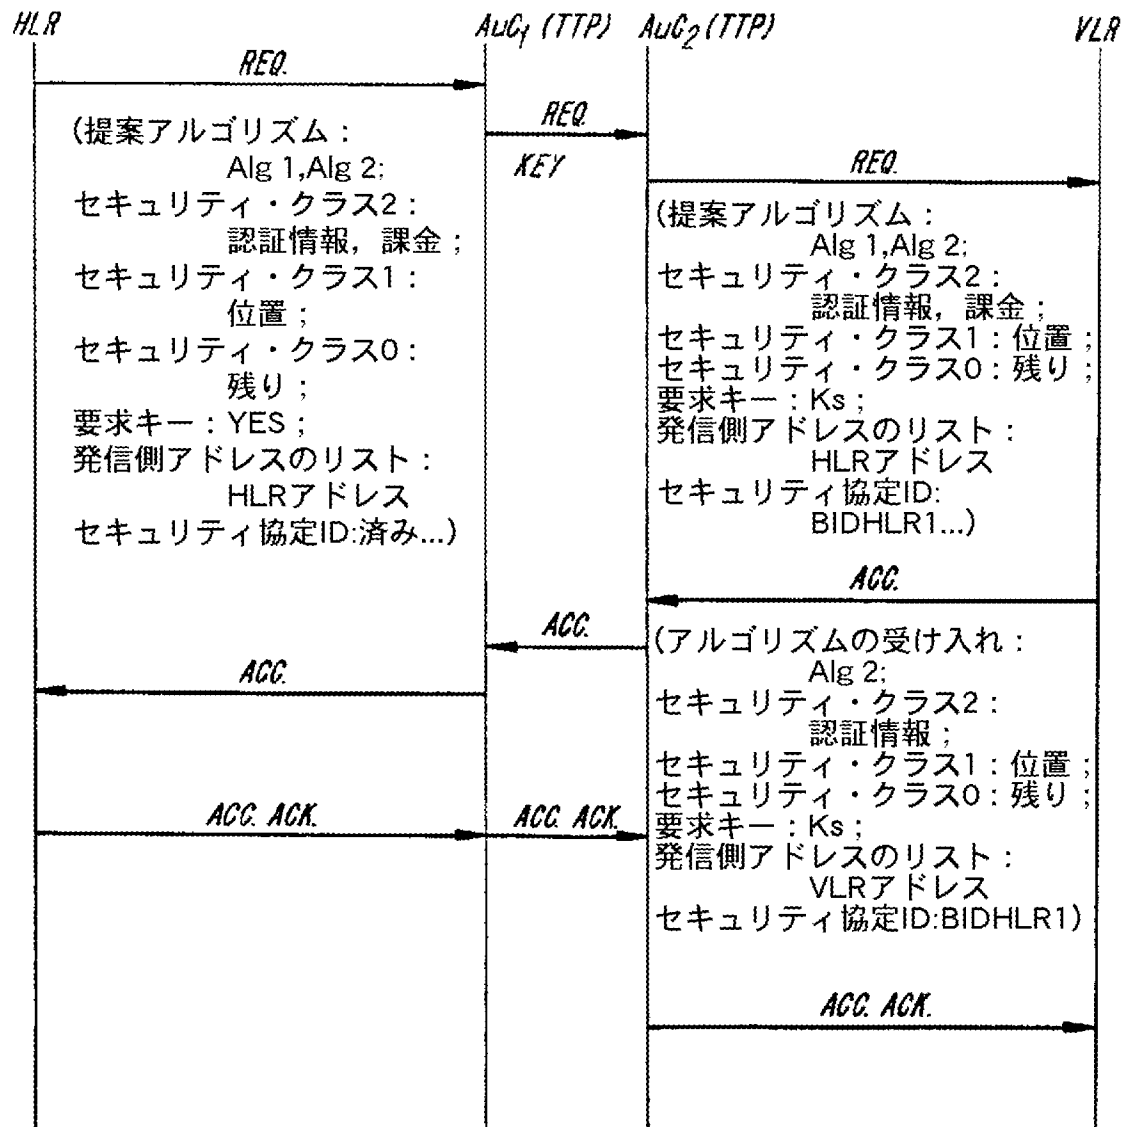 HLR
AuC1 (TTP)
AuC2 (TTP)
VLR
REQ.
REQ.
KEY
REQ.
(提案アルゴリズム：
Alg 1,Alg 2;
セキュリティ・クラス2：
認証情報，課金；
セキュリティ・クラス1：
位置；
セキュリティ・クラス0：
残り；
要求キー：YES；
発信側アドレスのリスト：
HLRアドレス
セキュリティ協定ID:済み...)
(提案アルゴリズム：
Alg 1,Alg 2;
セキュリティ・クラス2：
認証情報，課金；
セキュリティ・クラス1：位置；
セキュリティ・クラス0：残り；
要求キー：Ks；
発信側アドレスのリスト：
HLRアドレス
セキュリティ協定ID:
BIDHLR1...)
ACC.
ACC.
ACC.
(アルゴリズムの受け入れ：
Alg 2;
セキュリティ・クラス2：
認証情報；
セキュリティ・クラス1：位置；
セキュリティ・クラス0：残り；
要求キー：Ks；
発信側アドレスのリスト：
VLRアドレス
セキュリティ協定ID:BIDHLR1)
ACC. ACK.
ACC. ACK.
ACC. ACK.